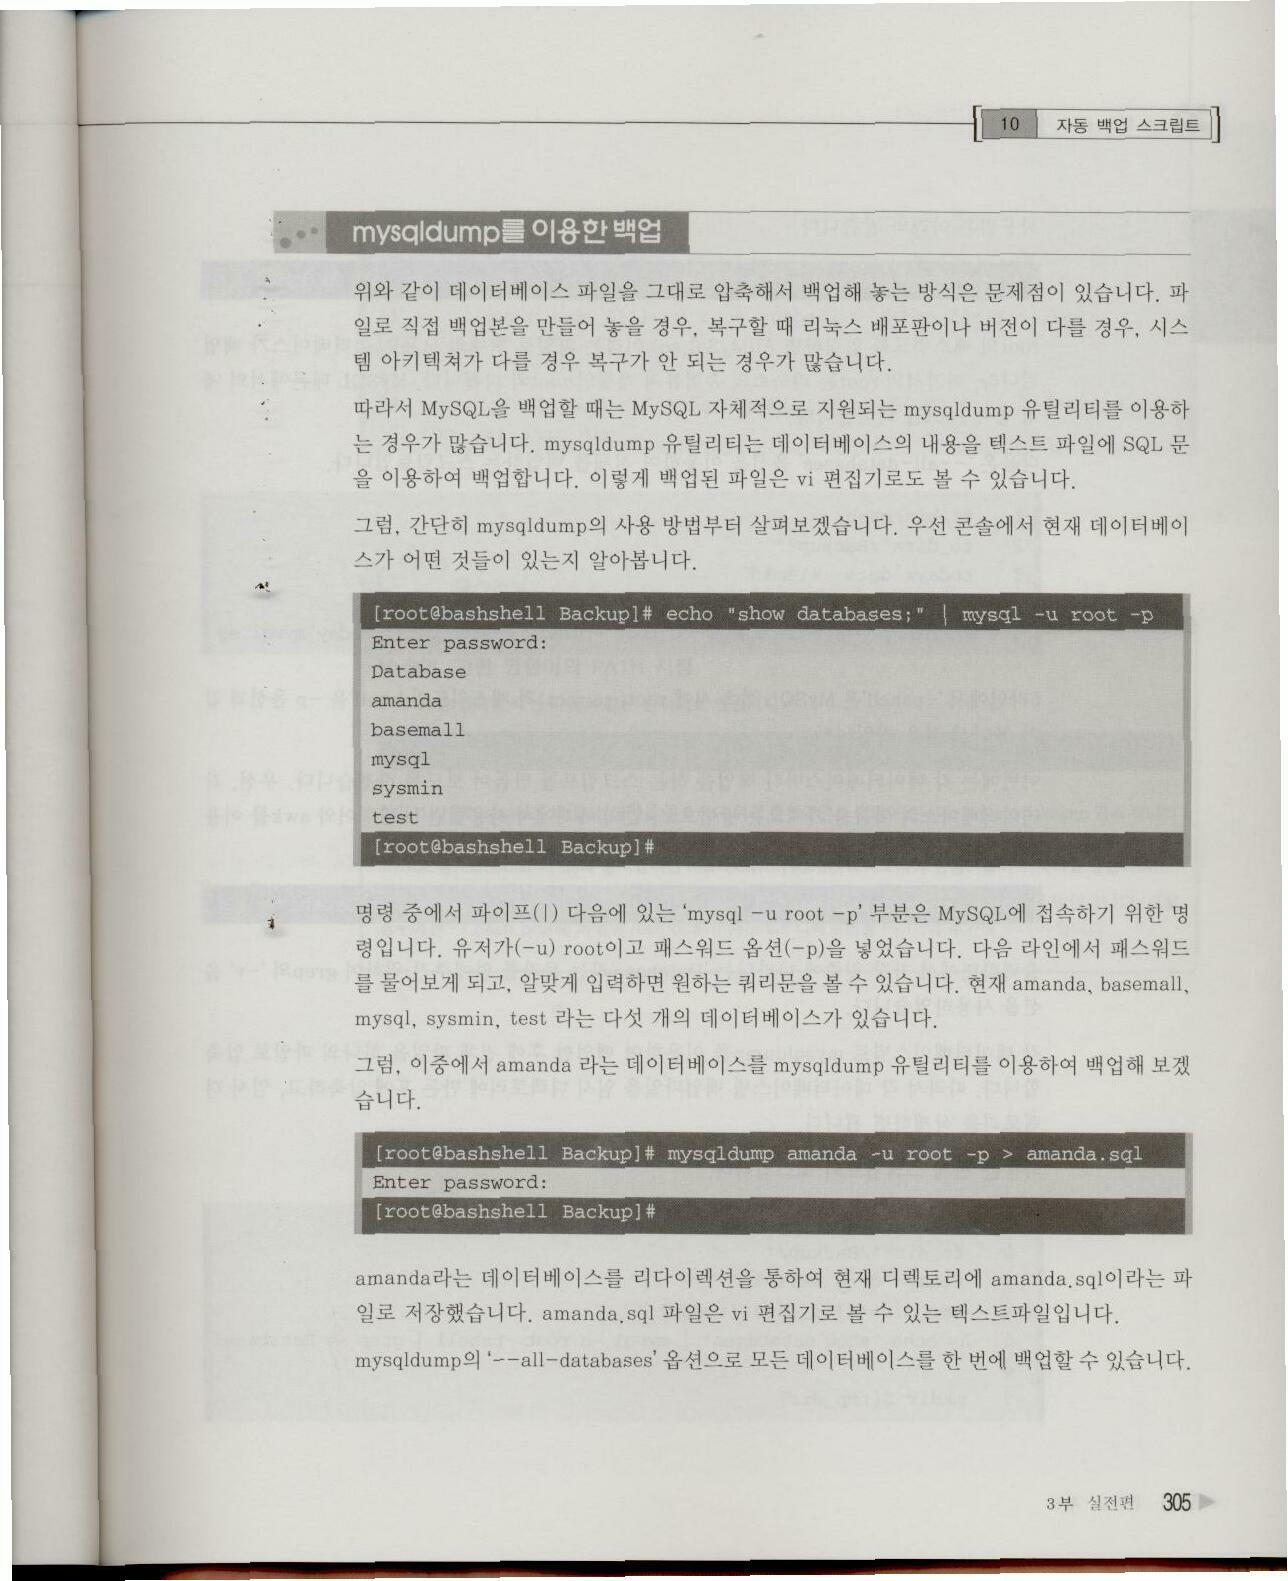 10 자동 백업 스크립트
mysqldump를 이용한 백업
위와 같이 데이터베이스 파일을 그대로 압축해서 백업해 놓는 방식은 문제점이 있습니다. 파
일로 직접 백업본을 만들어 놓을 경우, 복구할 때 리눅스 배포판이나 버전이 다를 경우, 시스
템 아키텍쳐가 다를 경우 복구가 안 되는 경우가 많습니다.
따라서 MySQL을 백업할 때는 MySQL 자체적으로 지원되는 mysqldump 유틸리티를 이용하
는 경우가 많습니다. mysqldump 유틸리티는 데이터베이스의 내용을 텍스트 파일에 SQL 문
을 이용하여 백업합니다. 이렇게 백업된 파일은 vi 편집기로도 볼 수 있습니다.
그럼, 간단히 mysqldump의 사용 방법부터 살펴보겠습니다. 우선 콘솔에서 현재 데이터베이
스가 어떤 것들이 있는지 알아봅니다.
[root@bashshell Backup]# echo "show databases;" | mysql -u root -p
Enter password:
Database
amanda
basemall
mysql
sysmin
test
[root@bashshell Backup]#
명령 중에서 파이프(|) 다음에 있는 ‘mysql -u root -p’ 부분은 MySQL에 접속하기 위한 명
령입니다. 유저가(-u) root이고 패스워드 옵션(-p)을 넣었습니다. 다음 라인에서 패스워드
를 물어보게 되고, 알맞게 입력하면 원하는 쿼리문을 볼 수 있습니다. 현재 amanda, basemall,
mysql, sysmin, test 라는 다섯 개의 데이터베이스가 있습니다.
그럼, 이중에서 amanda 라는 데이터베이스를 mysqldump 유틸리티를 이용하여 백업해 보겠
습니다.
[root@bashshell Backup]# mysqldump amanda -u root -p > amanda.sql
Enter password:
[root@bashshell Backup]#
amanda라는 데이터베이스를 리다이렉션을 통하여 현재 디렉토리에 amanda.sql이라는 파
일로 저장했습니다. amanda.sql 파일은 vi 편집기로 볼 수 있는 텍스트파일입니다.
mysqldump의 ‘--all-databases’ 옵션으로 모든 데이터베이스를 한 번에 백업할 수 있습니다.
3부 실전편 305